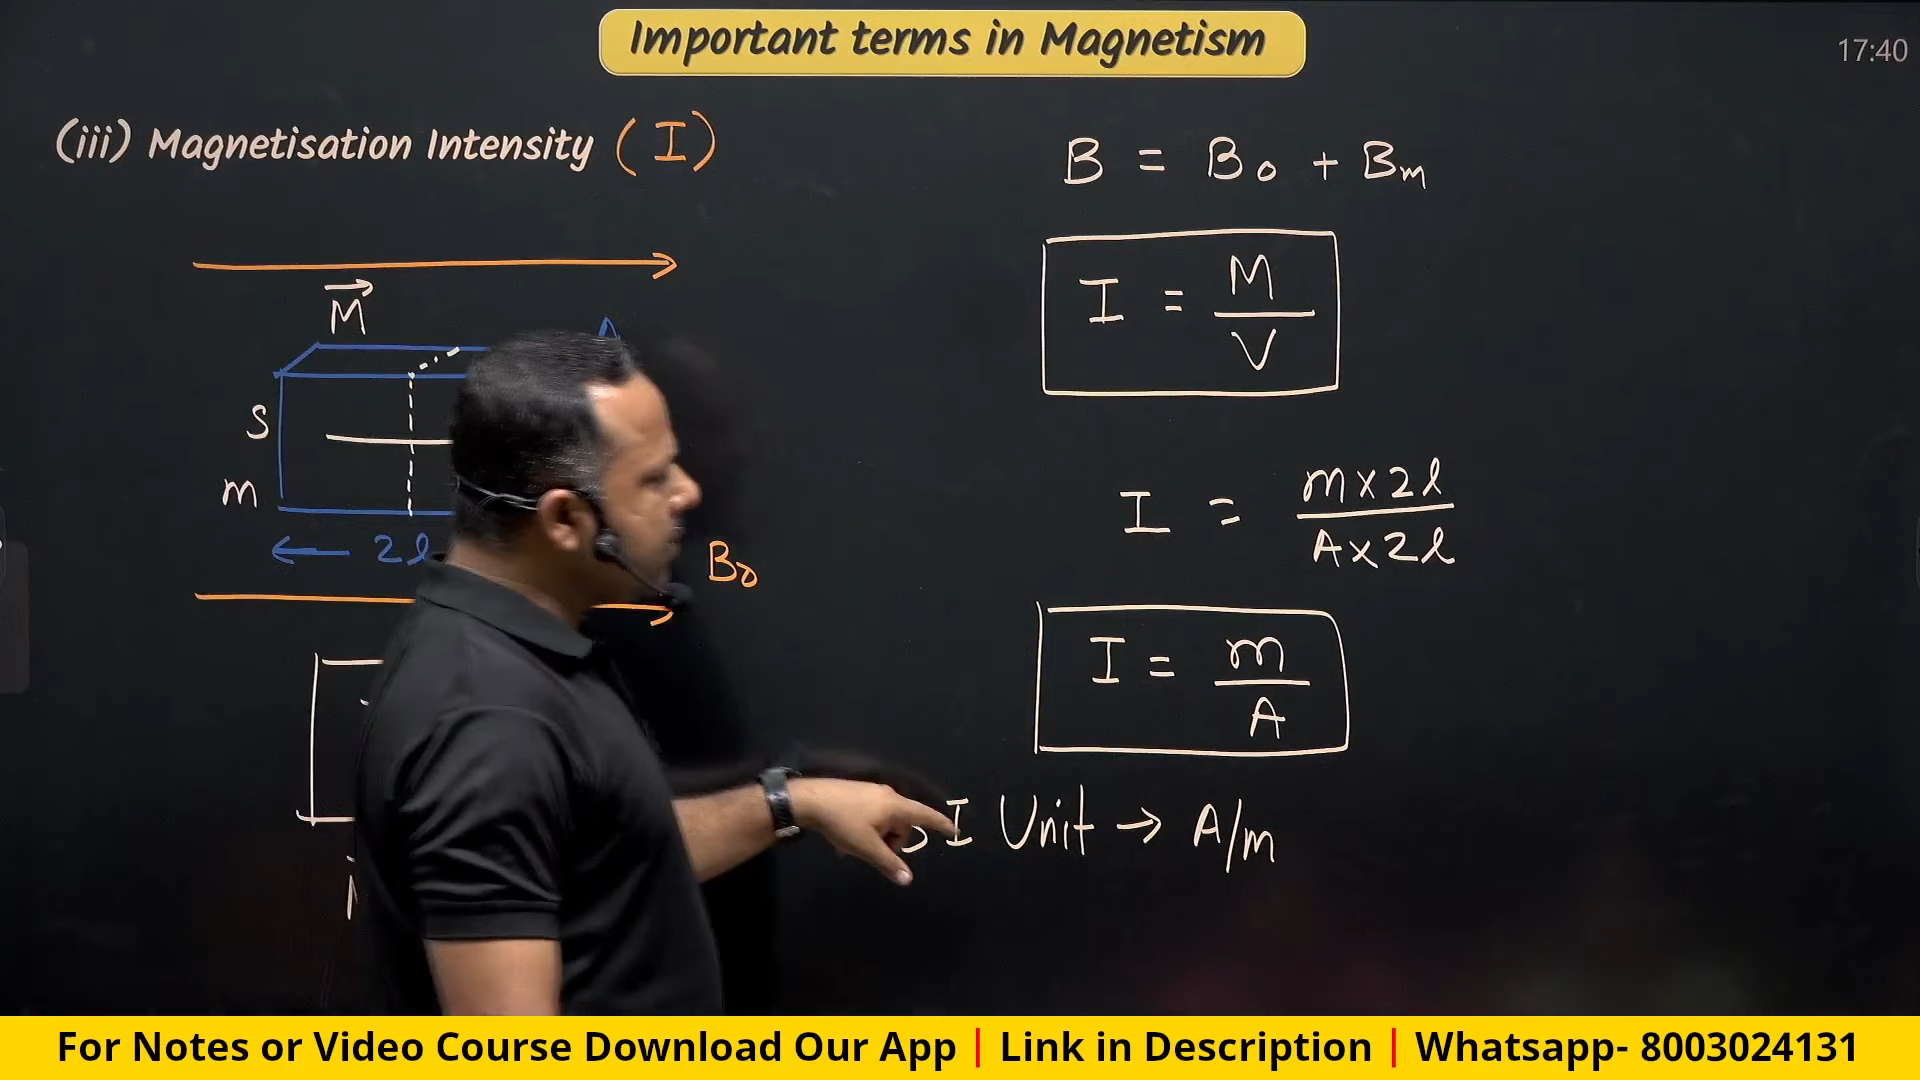 Important terms in Magnetism
17:40
(iii) Magnetisation Intensity (I)
B = B₀ + Bₘ
M⃗
I = M/V
S
m
2l
B₀
I = m×2l / A×2l
I = m/A
I Unit → A/m
For Notes or Video Course Download Our App | Link in Description | Whatsapp- 8003024131